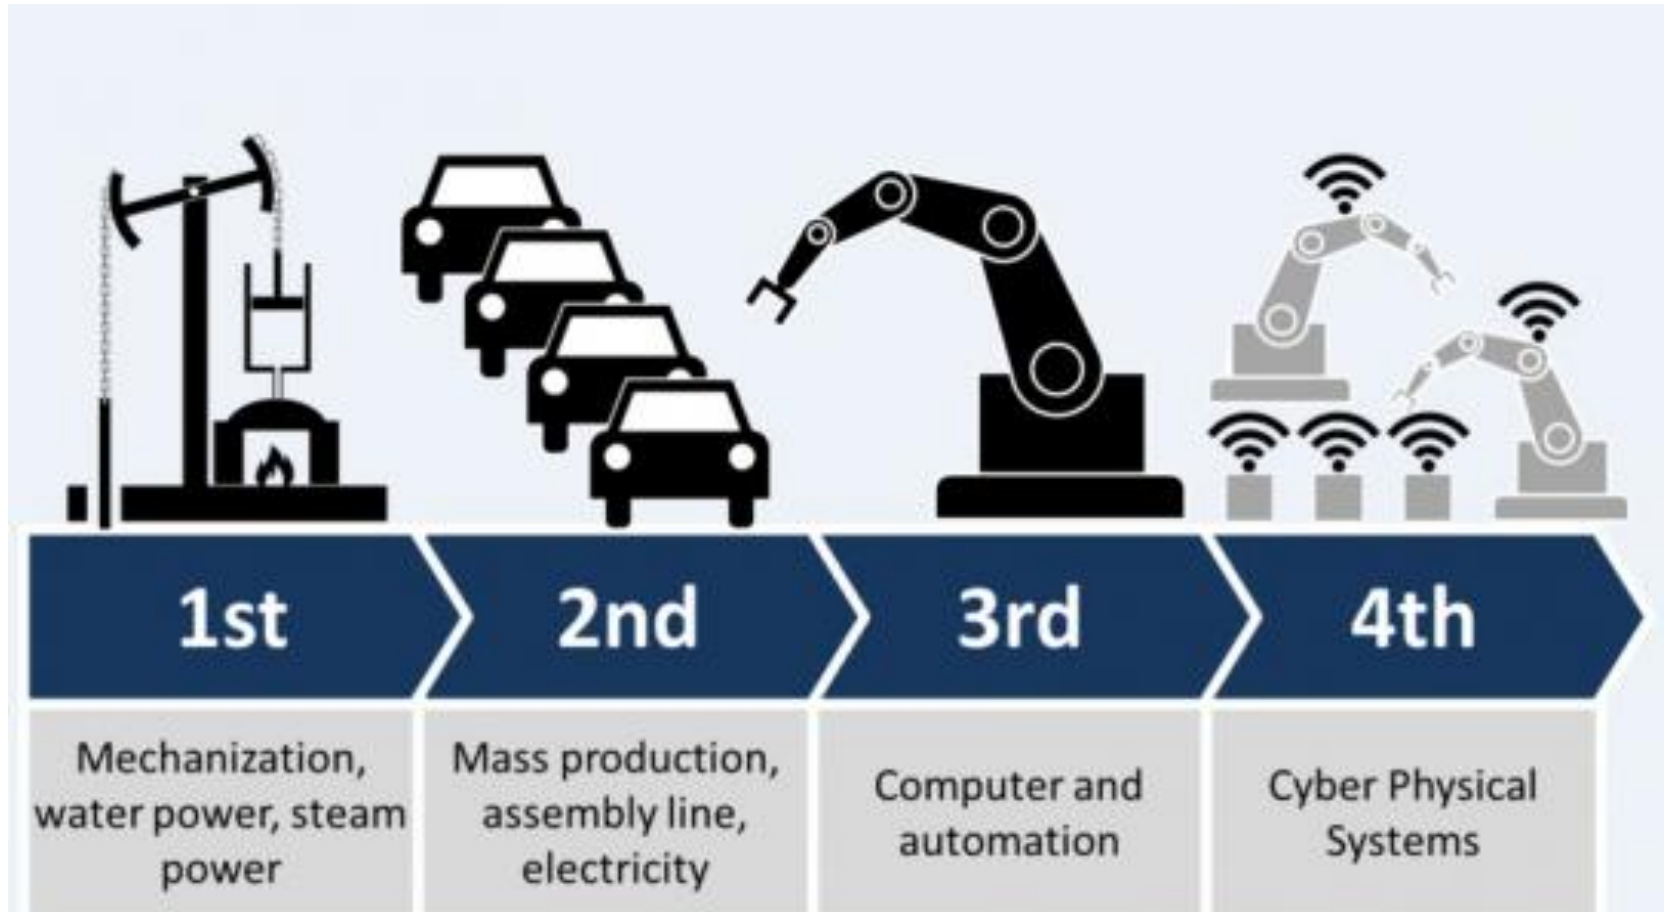 1st
2nd
3rd
4th
Mechanization,
water power, steam
power
Mass production,
assembly line,
electricity
Computer and
automation
Cyber Physical
Systems